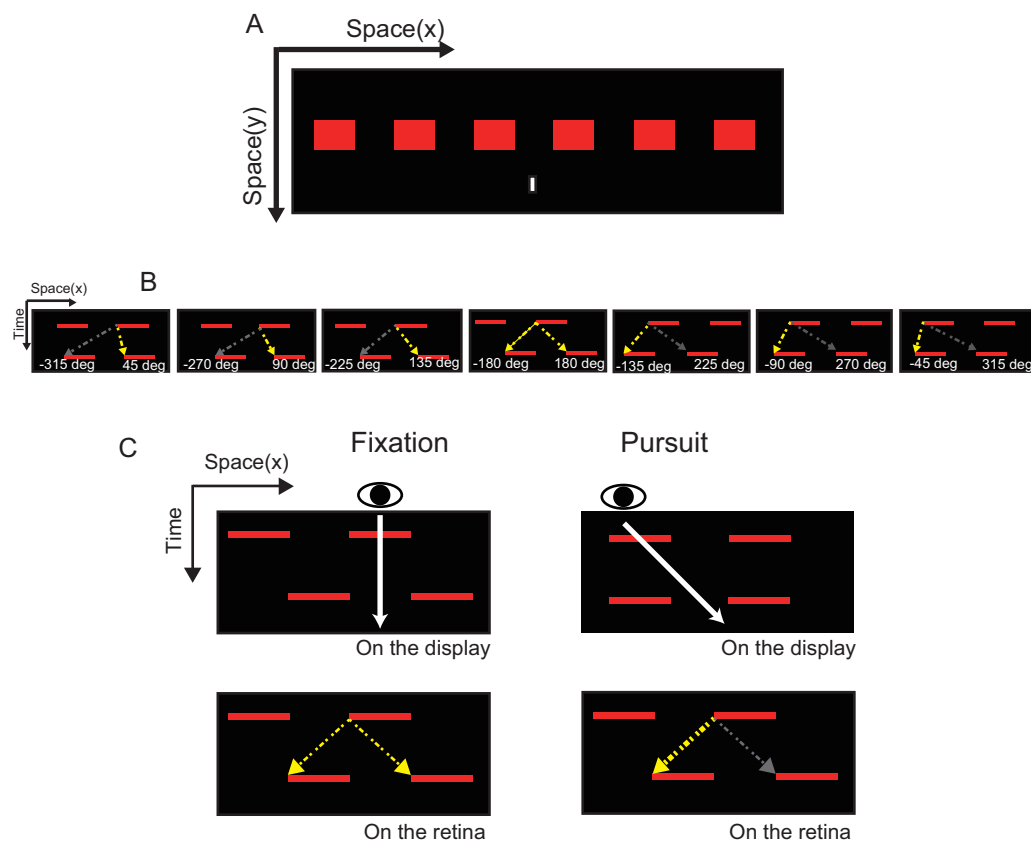 A
Space(x)
Space(y)
B
Space(x)
Time
-315 deg 45 deg
-270 deg 90 deg
-225 deg 135 deg
-180 deg 180 deg
-135 deg 225 deg
-90 deg 270 deg
-45 deg 315 deg
C
Fixation Pursuit
Space(x)
Time
On the display On the display
On the retina On the retina